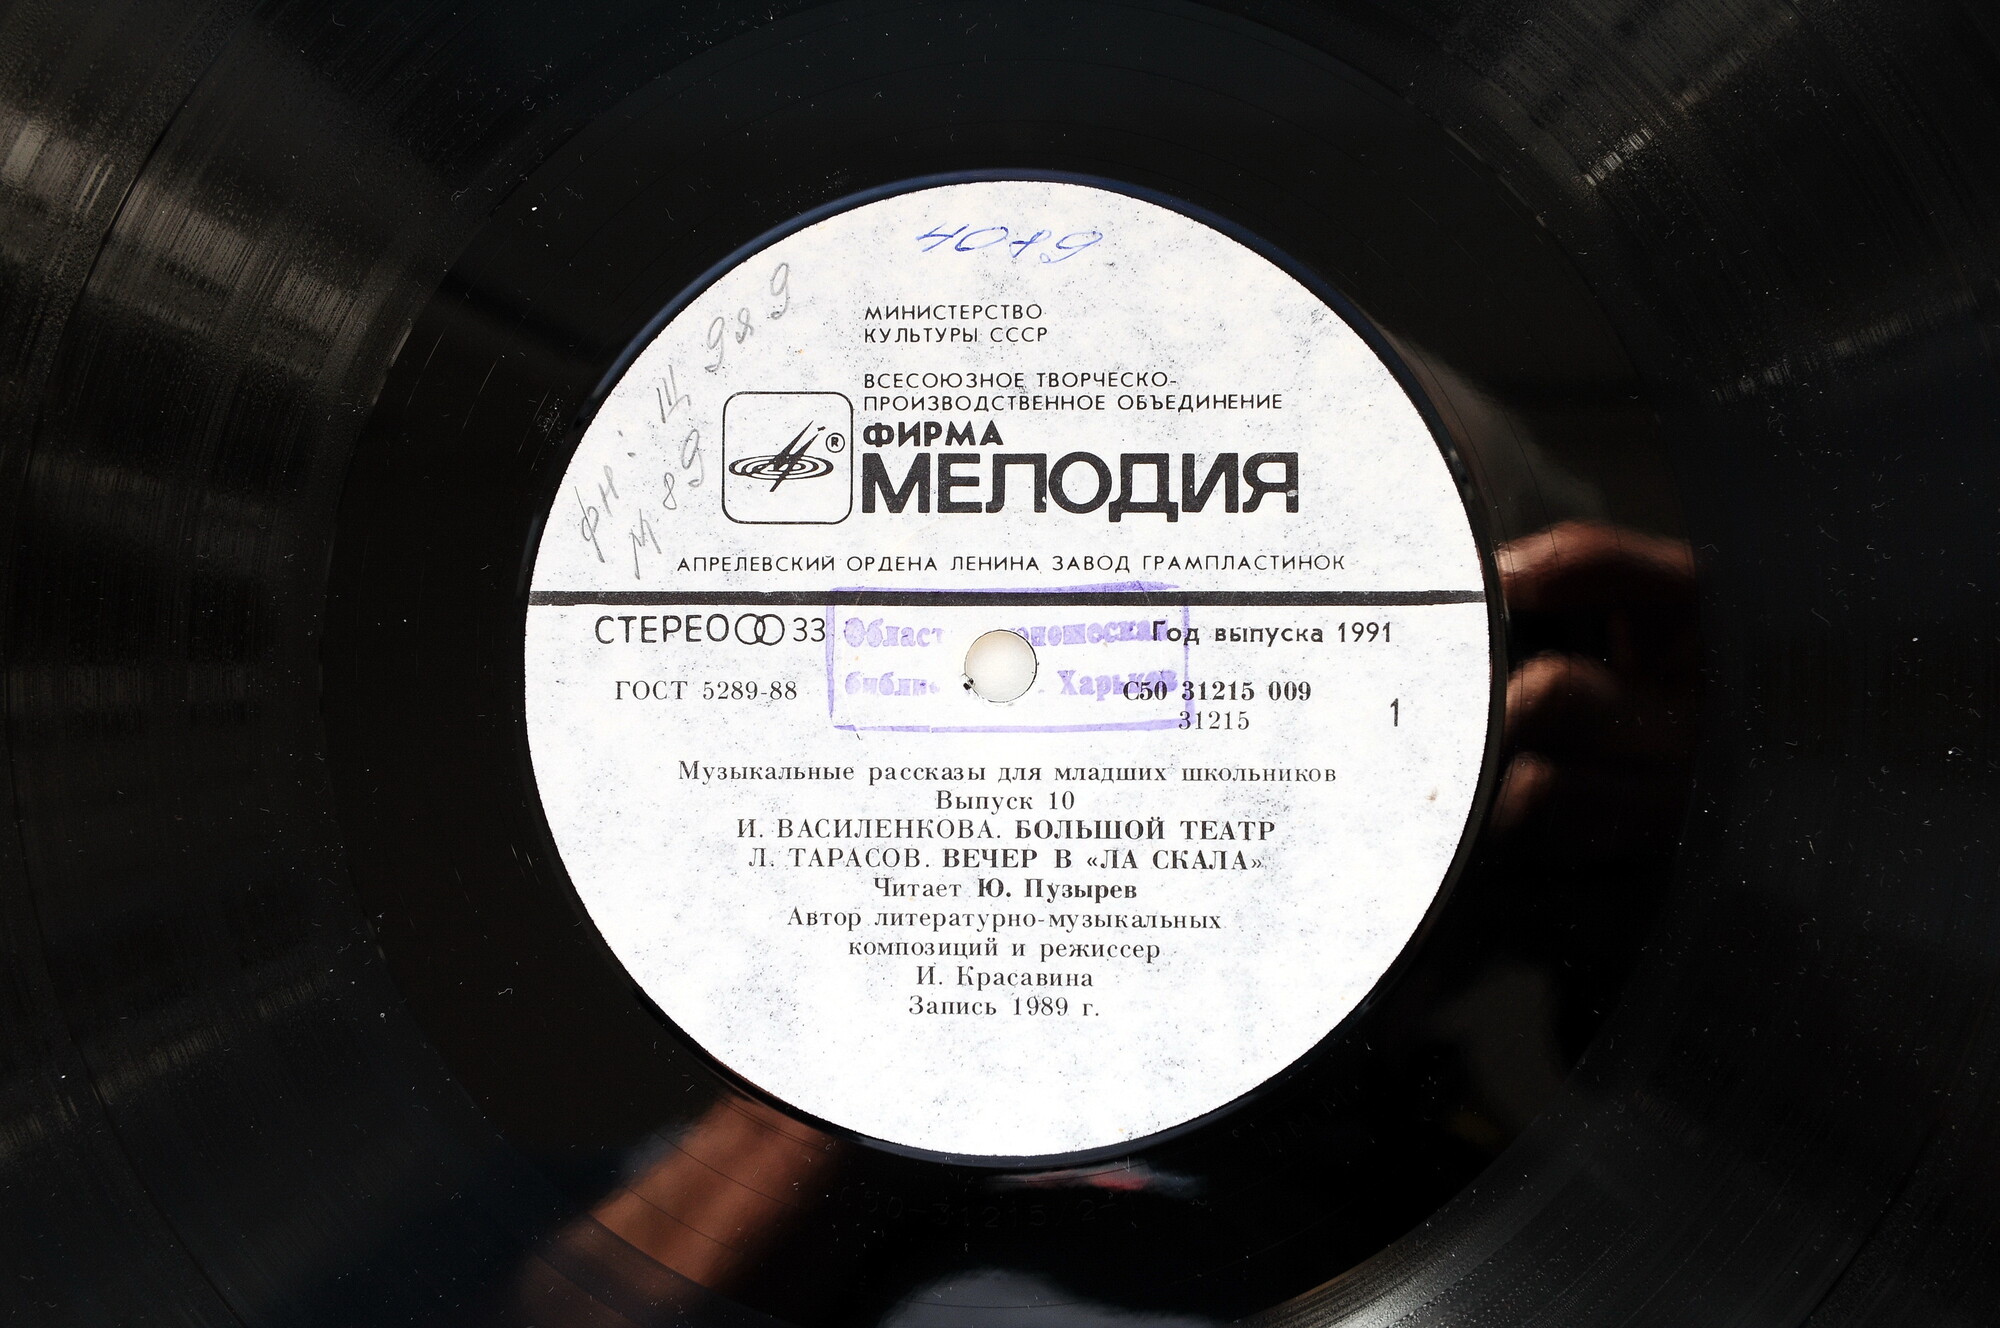 4089
МИНИСТЕРСТВО
КУЛЬТУРЫ СССР
ВСЕСОЮЗНОЕ ТВОРЧЕСКО-
ПРОИЗВОДСТВЕННОЕ ОБЪЕДИНЕНИЕ
ФИРМА
®
МЕЛОДИЯ
АПРЕЛЕВСКИЙ ОРДЕНА ЛЕНИНА ЗАВОД ГРАМПЛАСТИНОК
СТЕРЕО 33
Год выпуска 1991
ГОСТ 5289-88
С50 31215 009
31215
1
Харьков
Музыкальные рассказы для младших школьников
Выпуск 10
И. ВАСИЛЕНКОВА. БОЛЬШОЙ ТЕАТР
Л. ТАРАСОВ. ВЕЧЕР В «ЛА СКАЛА»
Читает Ю. Пузырев
Автор литературно-музыкальных
композиций и режиссер
И. Красавина
Запись 1989 г.